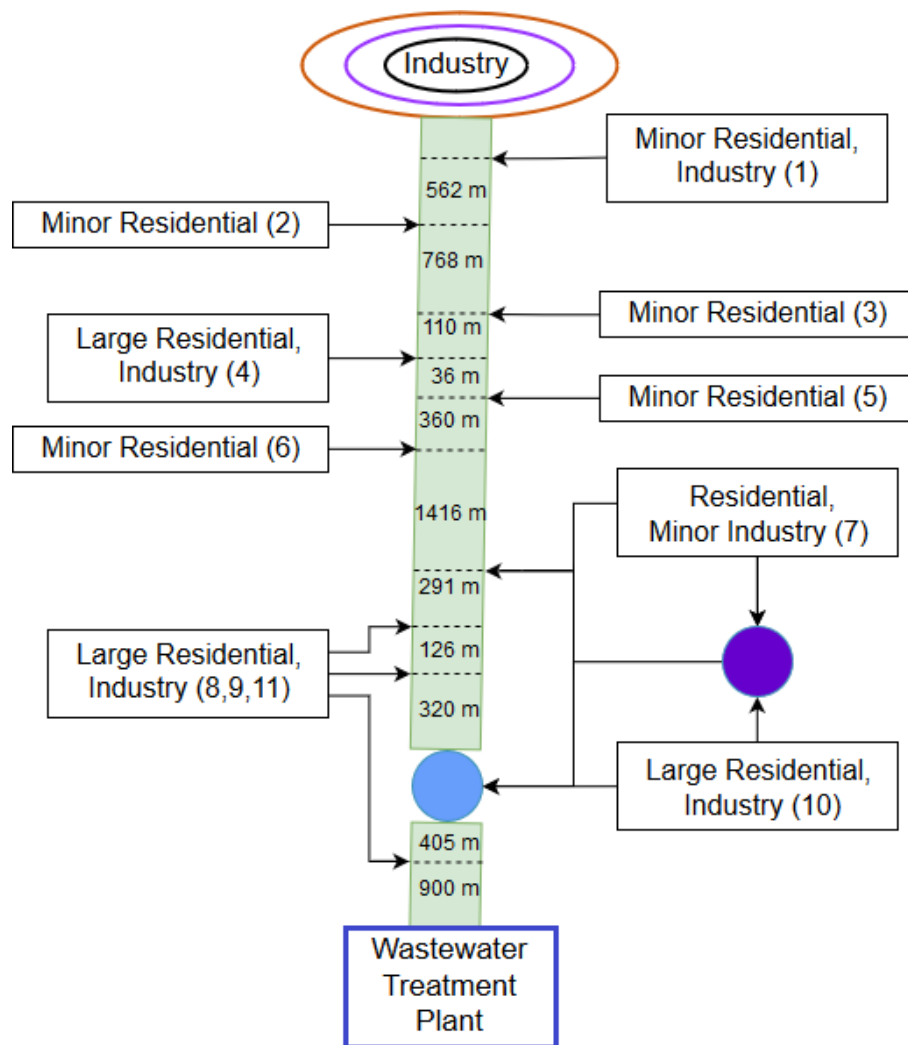 Industry
Minor Residential,
Industry (1)
562 m
Minor Residential (2)
768 m
Minor Residential (3)
110 m
Large Residential,
Industry (4)
36 m
Minor Residential (5)
360 m
Minor Residential (6)
1416 m
Residential,
Minor Industry (7)
291 m
Large Residential,
Industry (8,9,11)
126 m
320 m
Large Residential,
Industry (10)
405 m
900 m
Wastewater
Treatment
Plant